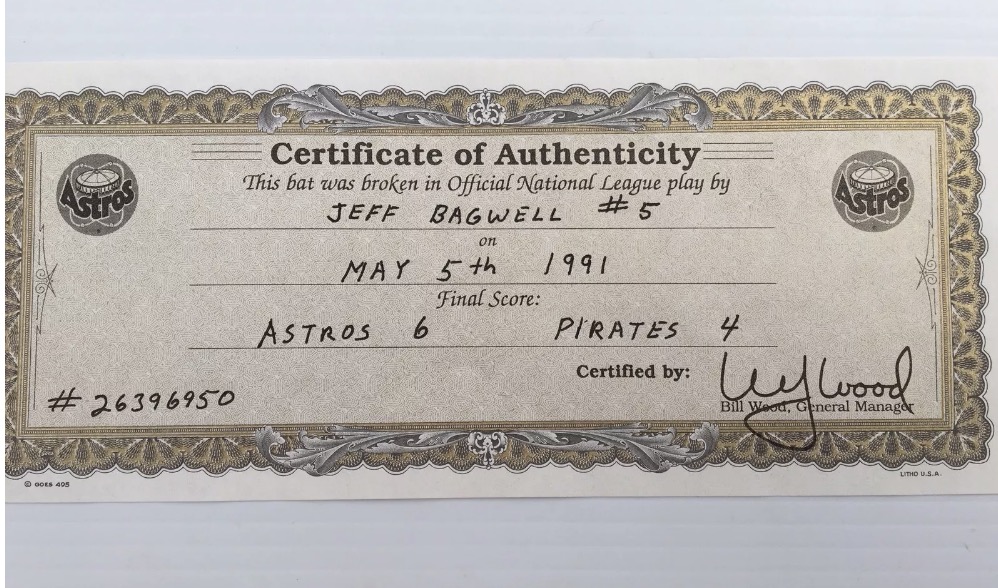 Certificate of Authenticity
This bat was broken in Official National League play by
JEFF BAGWELL #5
on
MAY 5th 1991
Final Score:
ASTROS 6 PIRATES 4
Certified by:
Bill Wood, General Manager
# 26396950
Astros
Astros
© GOES 495
LITHO U.S.A.